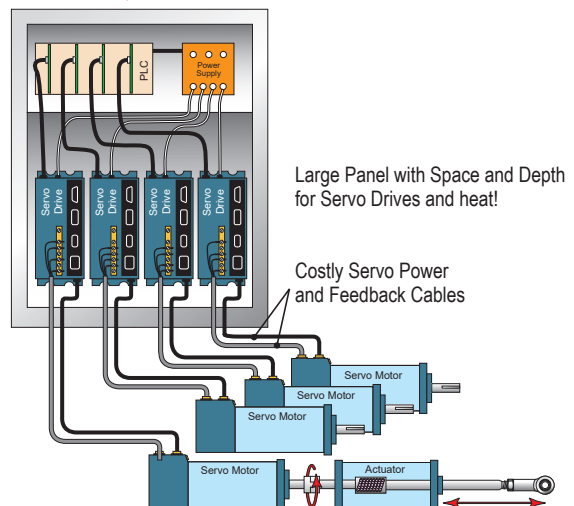 PLC
Power
Supply
Servo
Drive
Servo
Drive
Servo
Drive
Servo
Drive
Large Panel with Space and Depth
for Servo Drives and heat!
Costly Servo Power
and Feedback Cables
Servo Motor
Servo Motor
Servo Motor
Servo Motor
Actuator